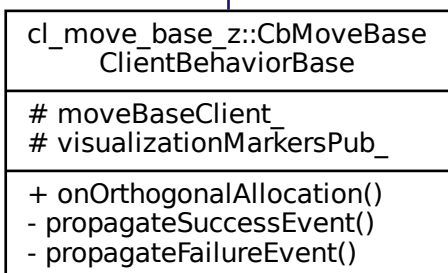 cl_move_base_z::CbMoveBase
ClientBehaviorBase
# moveBaseClient_
# visualizationMarkersPub_
+ onOrthogonalAllocation()
- propagateSuccessEvent()
- propagateFailureEvent()